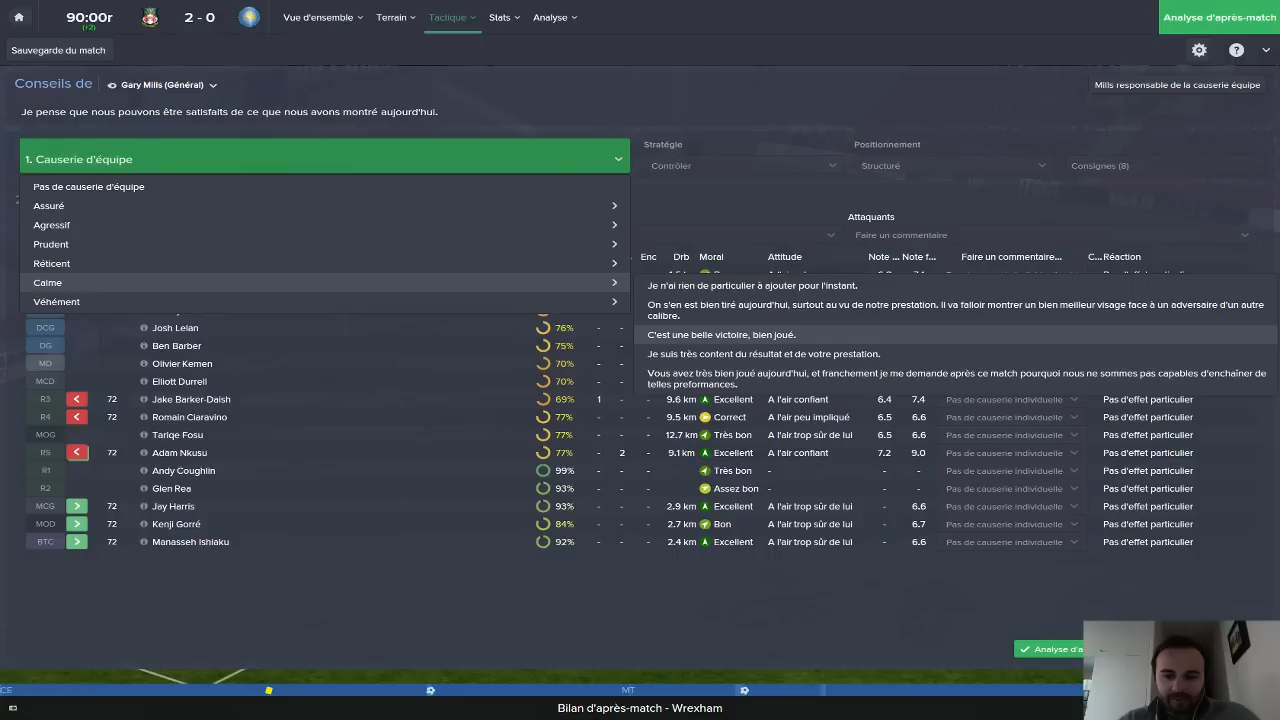 90:00r (+2) 2 - 0 Vue d'ensemble Terrain Tactique Stats Analyse Analyse d'après-match
Sauvegarde du match
Conseils de Gary Mills (Général) Mills responsable de la causerie équipe
Je pense que nous pouvons être satisfaits de ce que nous avons montré aujourd'hui.
1. Causerie d'équipe
Stratégie Positionnement
Contrôler Structuré Consignes (8)
Pas de causerie d'équipe
Assuré
Agressif
Prudent
Réticent
Calme
Véhément
Attaquants
Faire un commentaire
Enc Drb Moral Attitude Note ... Note f... Faire un commentaire... C... Réaction
Je n'ai rien de particulier à ajouter pour l'instant.
On s'en est bien tiré aujourd'hui, surtout au vu de notre prestation. Il va falloir montrer un bien meilleur visage face à un adversaire d'un autre
calibre.
C'est une belle victoire, bien joué.
Je suis très content du résultat et de votre prestation.
Vous avez très bien joué aujourd'hui, et franchement je me demande après ce match pourquoi nous ne sommes pas capables d'enchaîner de
telles preformances.
DCG Josh Lelan 76% - - -
DG Ben Barber 75% - - -
MD Olivier Kemen 70% - - -
MCD Elliott Durrell 70% - - -
R3 72 Jake Barker-Daish 69% 1 - - 9.6 km Excellent A l'air confiant 6.4 7.4 Pas de causerie individuelle Pas d'effet particulier
R4 72 Romain Ciaravino 77% - - - 9.5 km Correct A l'air peu impliqué 6.5 6.6 Pas de causerie individuelle Pas d'effet particulier
MOG Tariqe Fosu 77% - - - 12.7 km Très bon A l'air trop sûr de lui 6.5 6.6 Pas de causerie individuelle Pas d'effet particulier
R5 72 Adam Nkusu 77% - 2 - 9.1 km Excellent A l'air confiant 7.2 9.0 Pas de causerie individuelle Pas d'effet particulier
R1 Andy Coughlin 99% - - - Très bon - - - Pas de causerie individuelle Pas d'effet particulier
R2 Glen Rea 93% - - - Assez bon - - - Pas de causerie individuelle Pas d'effet particulier
MCG 72 Jay Harris 93% - - - 2.9 km Excellent A l'air trop sûr de lui - 6.6 Pas de causerie individuelle Pas d'effet particulier
MOD 72 Kenji Gorré 84% - - - 2.7 km Bon A l'air trop sûr de lui - 6.7 Pas de causerie individuelle Pas d'effet particulier
BTC 72 Manasseh Ishiaku 92% - - - 2.4 km Excellent A l'air trop sûr de lui - 6.6 Pas de causerie individuelle Pas d'effet particulier
Analyse d'a
CE MT
Bilan d'après-match - Wrexham